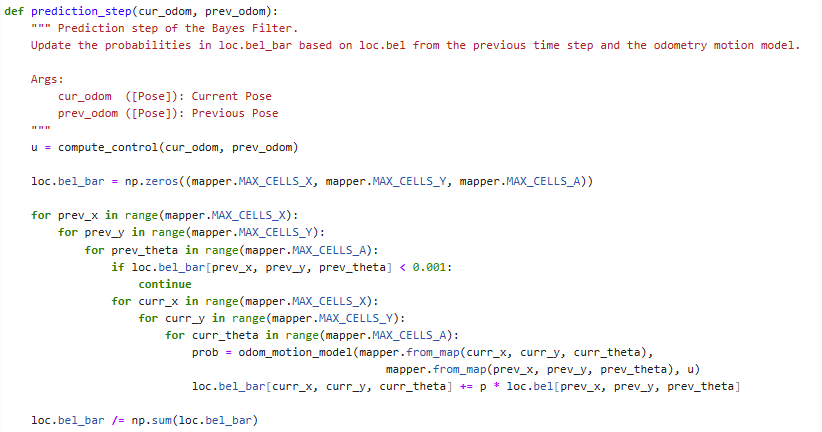 def prediction_step(cur_odom, prev_odom):
    """ Prediction step of the Bayes Filter.
    Update the probabilities in loc.bel_bar based on loc.bel from the previous time step and the odometry motion model.

    Args:
        cur_odom  ([Pose]): Current Pose
        prev_odom ([Pose]): Previous Pose
    """
    u = compute_control(cur_odom, prev_odom)

    loc.bel_bar = np.zeros((mapper.MAX_CELLS_X, mapper.MAX_CELLS_Y, mapper.MAX_CELLS_A))

    for prev_x in range(mapper.MAX_CELLS_X):
        for prev_y in range(mapper.MAX_CELLS_Y):
            for prev_theta in range(mapper.MAX_CELLS_A):
                if loc.bel_bar[prev_x, prev_y, prev_theta] < 0.001:
                    continue
                for curr_x in range(mapper.MAX_CELLS_X):
                    for curr_y in range(mapper.MAX_CELLS_Y):
                        for curr_theta in range(mapper.MAX_CELLS_A):
                            prob = odom_motion_model(mapper.from_map(curr_x, curr_y, curr_theta),
                                                         mapper.from_map(prev_x, prev_y, prev_theta), u)
                            loc.bel_bar[curr_x, curr_y, curr_theta] += p * loc.bel[prev_x, prev_y, prev_theta]

    loc.bel_bar /= np.sum(loc.bel_bar)